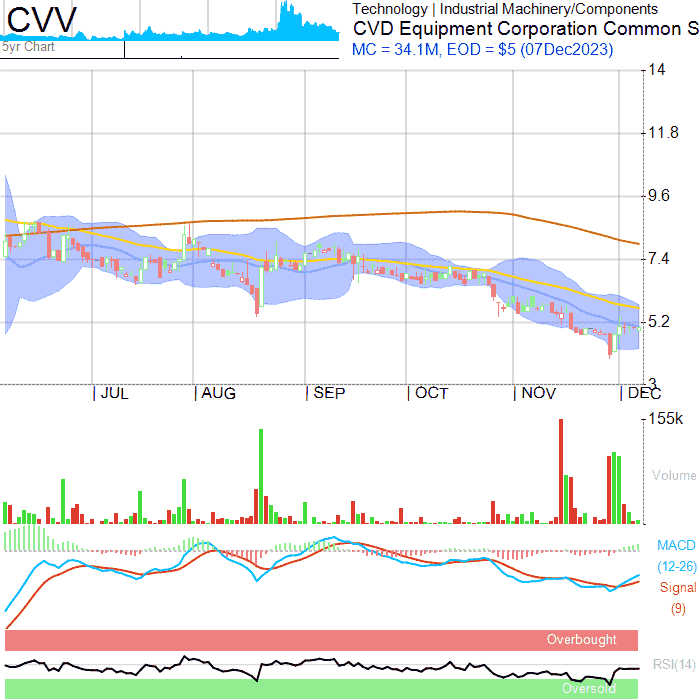 CVV
5yr Chart
Technology | Industrial Machinery/Components
CVD Equipment Corporation Common S
MC = 34.1M, EOD = $5 (07Dec2023)
14
11.8
9.6
7.4
5.2
3
JUL AUG SEP OCT NOV DEC
155k
Volume
MACD
(12-26)
Signal
(9)
Overbought
RSI(14)
Oversold